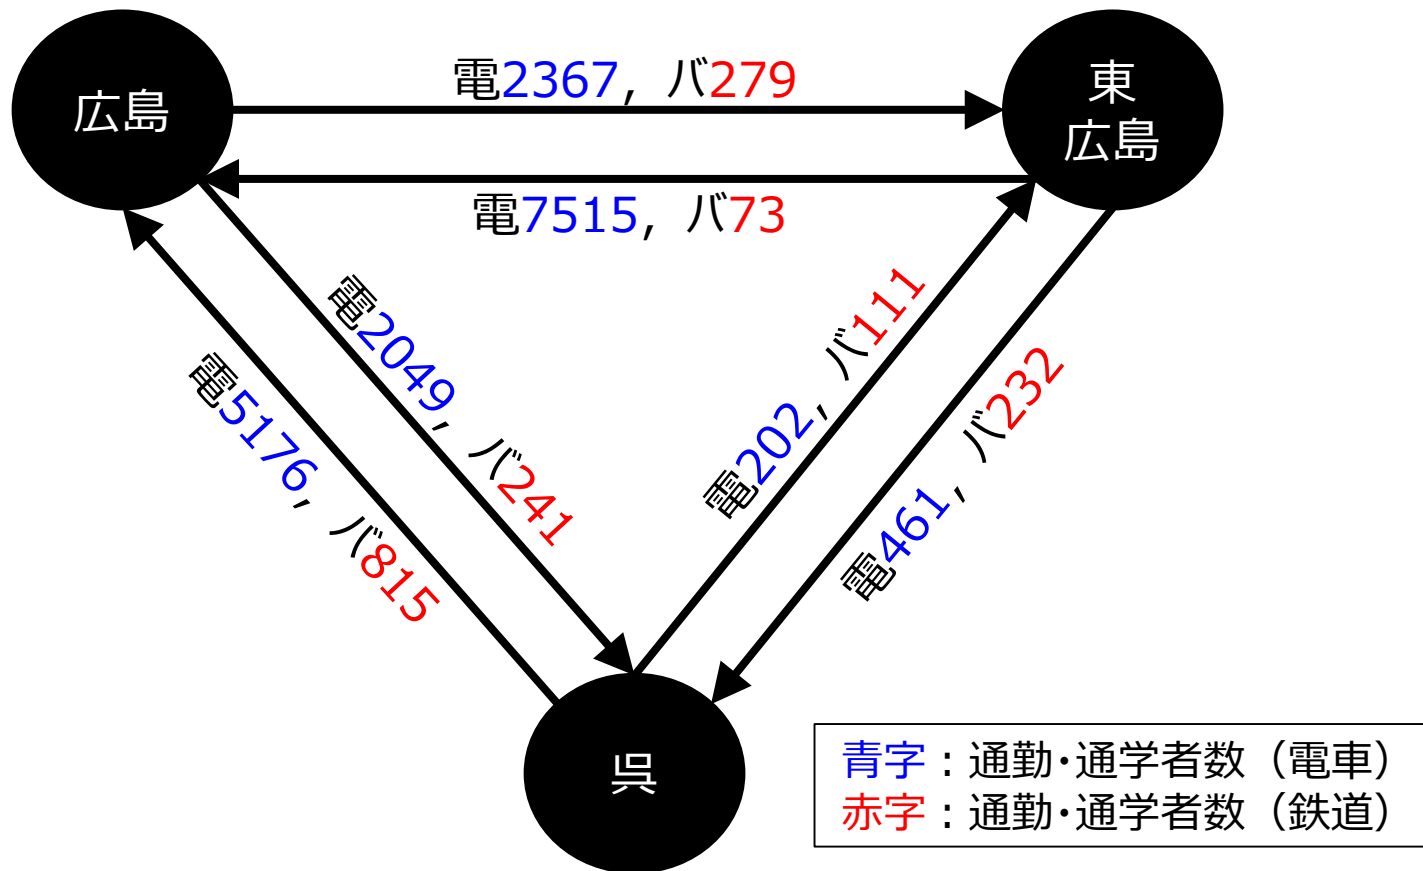 広島
電2367, バ279
東
広島
電7515, バ73
電2049, バ241
電5176, バ815
電202, バ111
電461, バ232
呉
青字：通勤･通学者数（電車）
赤字：通勤･通学者数（鉄道）